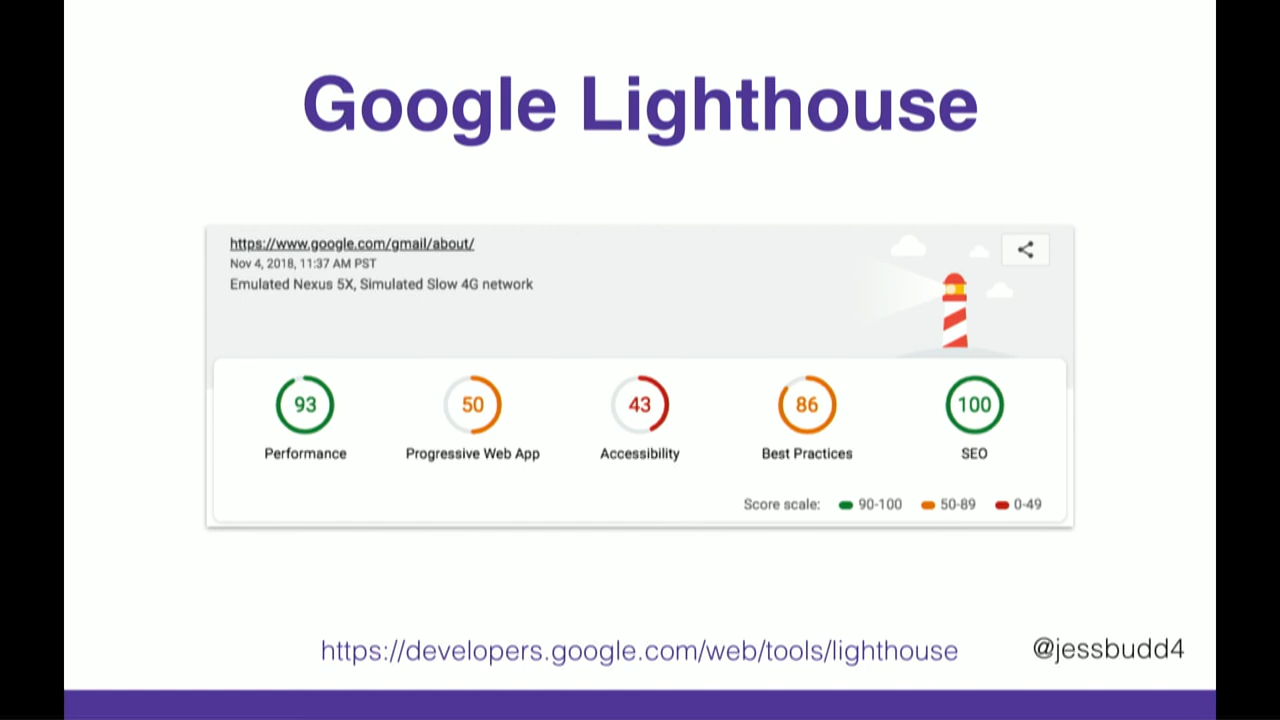 Google Lighthouse
https://www.google.com/gmail/about/
Nov 4, 2018, 11:37 AM PST
Emulated Nexus 5X, Simulated Slow 4G network
93 50 43 86 100
Performance Progressive Web App Accessibility Best Practices SEO
Score scale: 90-100 50-89 0-49
https://developers.google.com/web/tools/lighthouse
@jessbudd4